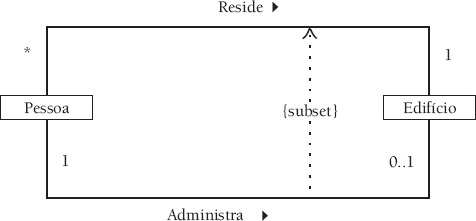 Reside
*
1
Pessoa
{subset}
Edifício
1
0..1
Administra